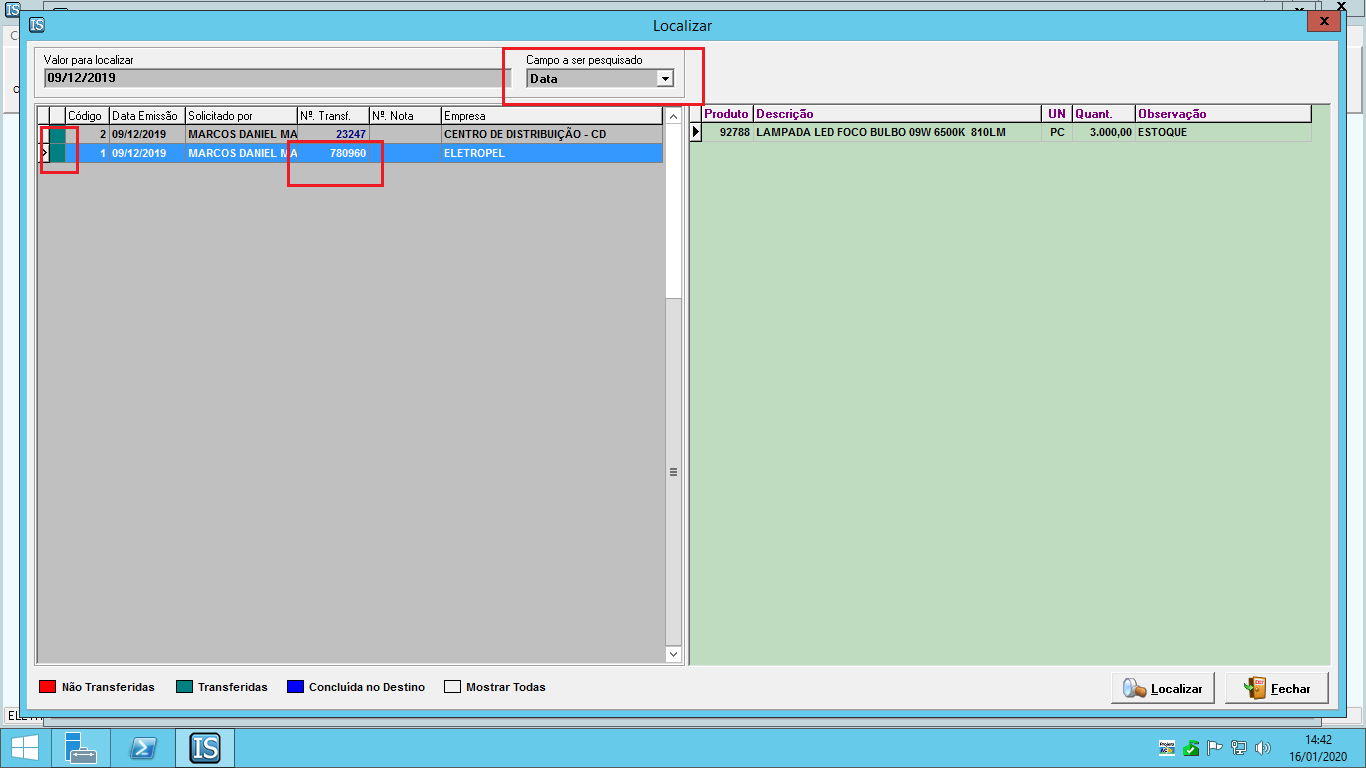 IS
IS Localizar X
Valor para localizar Campo a ser pesquisado
09/12/2019 Data
Código Data Emissão Solicitado por Nº. Transf. Nº. Nota Empresa
2 09/12/2019 MARCOS DANIEL MA 23247 CENTRO DE DISTRIBUIÇÃO - CD
1 09/12/2019 MARCOS DANIEL MA 780960 ELETROPEL
Produto Descrição UN Quant. Observação
92788 LAMPADA LED FOCO BULBO 09W 6500K 810LM PC 3.000,00 ESTOQUE
Não Transferidas Transferidas Concluída no Destino Mostrar Todas
Localizar Fechar
IS
14:42
16/01/2020